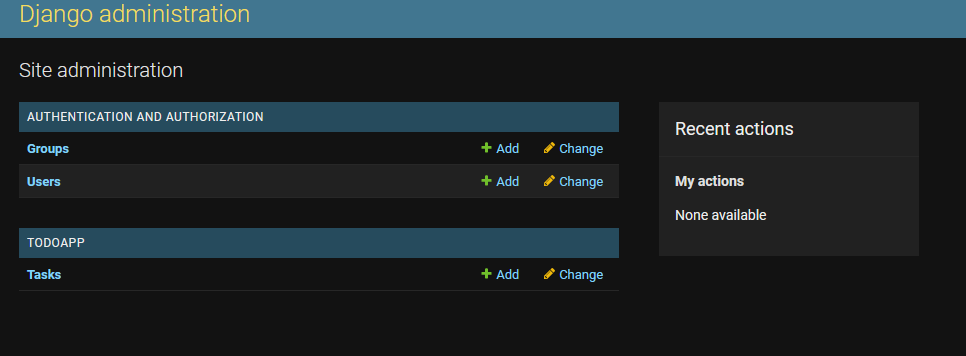 Django administration
Site administration
AUTHENTICATION AND AUTHORIZATION
Groups Add Change
Users Add Change
TODOAPP
Tasks Add Change
Recent actions
My actions
None available